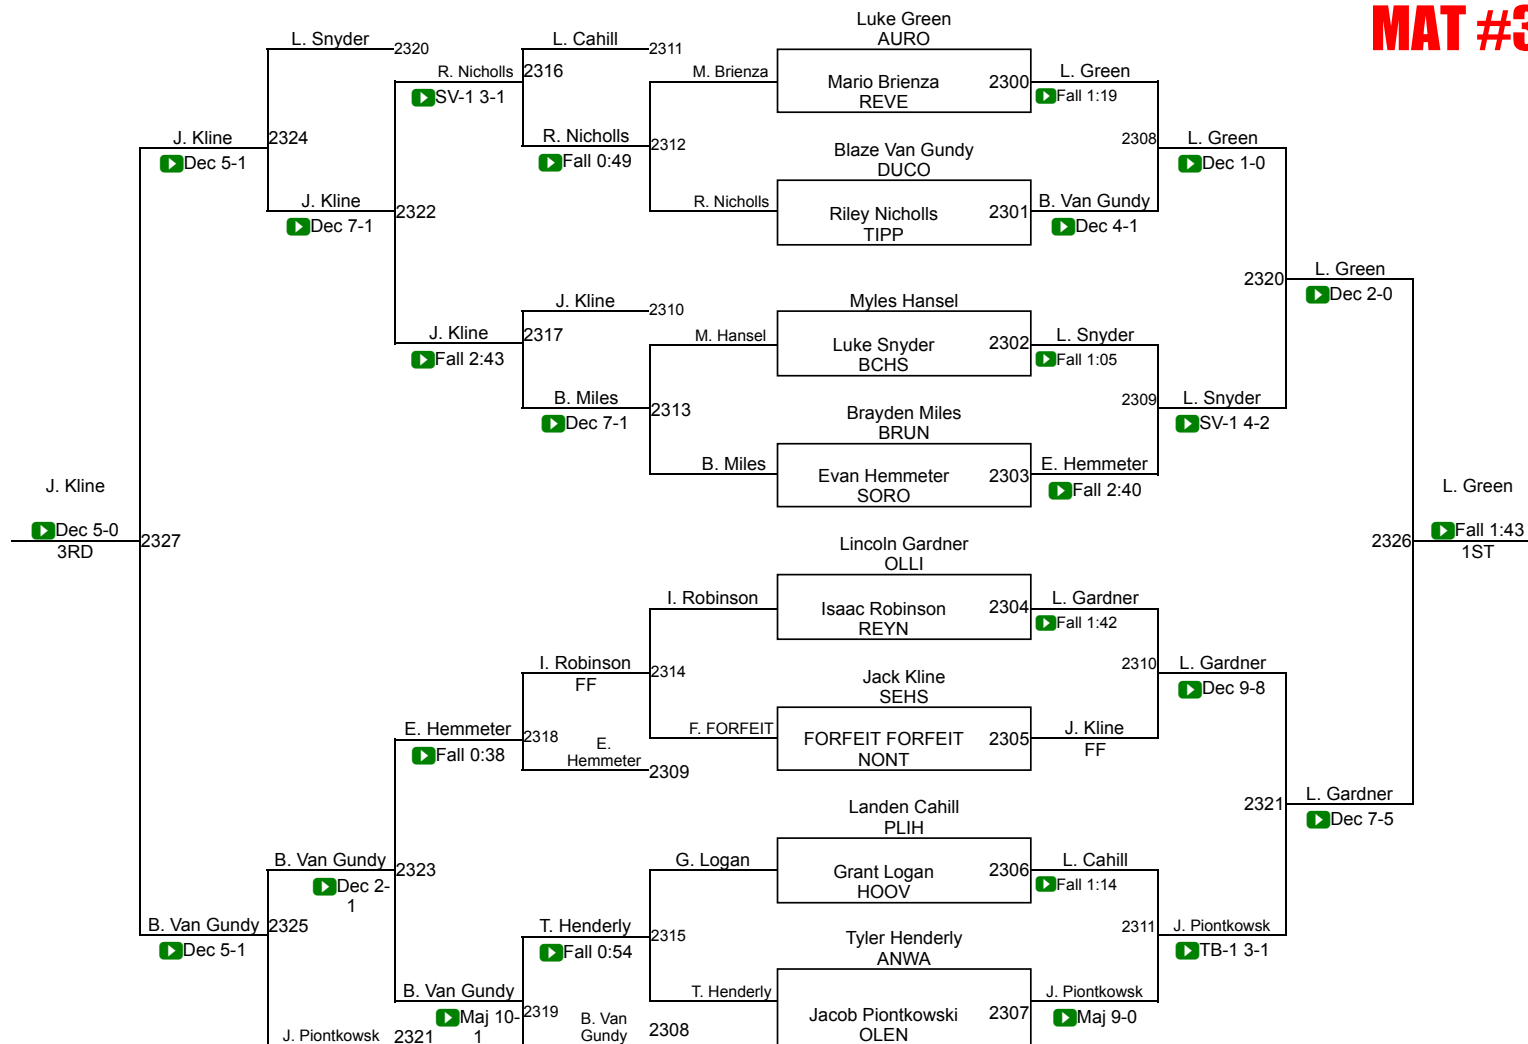 MAT #3
Luke Green
AURO
L. Snyder
2320
L. Cahill
2311
R. Nicholls
2316
M. Brienza
Mario Brienza
REVE
2300
L. Green
SV-1 3-1
Fall 1:19
J. Kline
2324
R. Nicholls
2312
2308
L. Green
Dec 5-1
Fall 0:49
Blaze Van Gundy
DUCO
Dec 1-0
J. Kline
2322
R. Nicholls
Riley Nicholls
TIPP
2301
B. Van Gundy
Dec 7-1
Dec 4-1
2320
L. Green
Dec 2-0
J. Kline
2310
Myles Hansel
J. Kline
2317
M. Hansel
Luke Snyder
BCHS
2302
L. Snyder
Fall 2:43
Fall 1:05
B. Miles
2313
2309
L. Snyder
Dec 7-1
Brayden Miles
BRUN
SV-1 4-2
B. Miles
Evan Hemmeter
SORO
2303
E. Hemmeter
Fall 2:40
J. Kline
L. Green
Dec 5-0
3RD
2327
2326
Fall 1:43
1ST
Lincoln Gardner
OLLI
I. Robinson
Isaac Robinson
REYN
2304
L. Gardner
Fall 1:42
I. Robinson
FF
2314
2310
L. Gardner
Dec 9-8
Jack Kline
SEHS
E. Hemmeter
2318
F. FORFEIT
FORFEIT FORFEIT
NONT
2305
J. Kline
FF
Fall 0:38
E.
Hemmeter
2309
2321
L. Gardner
Dec 7-5
Landen Cahill
PLIH
B. Van Gundy
2323
G. Logan
Grant Logan
HOOV
2306
L. Cahill
Dec 2-
1
Fall 1:14
B. Van Gundy
2325
T. Henderly
2315
2311
J. Piontkowsk
Dec 5-1
Fall 0:54
Tyler Henderly
ANWA
TB-1 3-1
B. Van Gundy
2319
T. Henderly
Jacob Piontkowski
OLEN
2307
J. Piontkowsk
Maj 10-
1
Maj 9-0
B. Van
Gundy
2308
J. Piontkowsk
2321